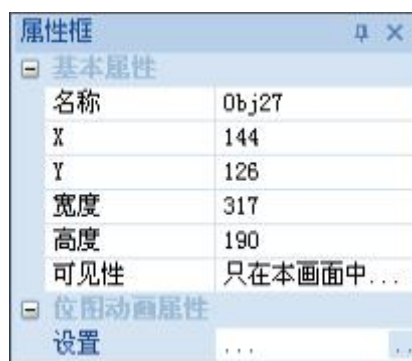 属性框
基本属性
名称 Obj27
X 144
Y 126
宽度 317
高度 190
可见性 只在本画面中...
位图动画属性
设置 ... ..